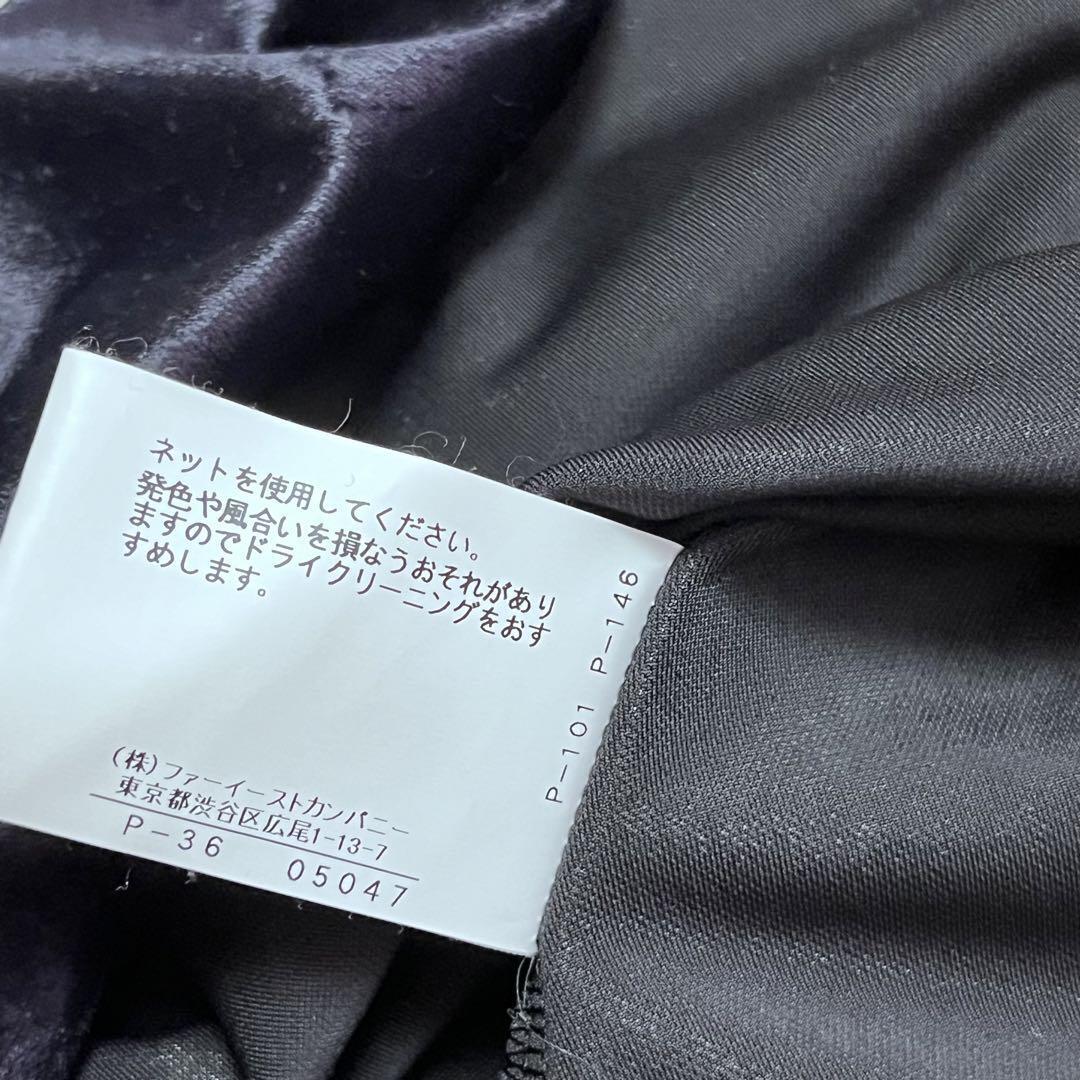 ネットを使用してください。
発色や風合いを損なうおそれがあり
ますのでドライクリーニングをおす
すめします。
P-101 P-146
(株)ファーイーストカンパニー
東京都渋谷区広尾1-13-7
P-36 05047